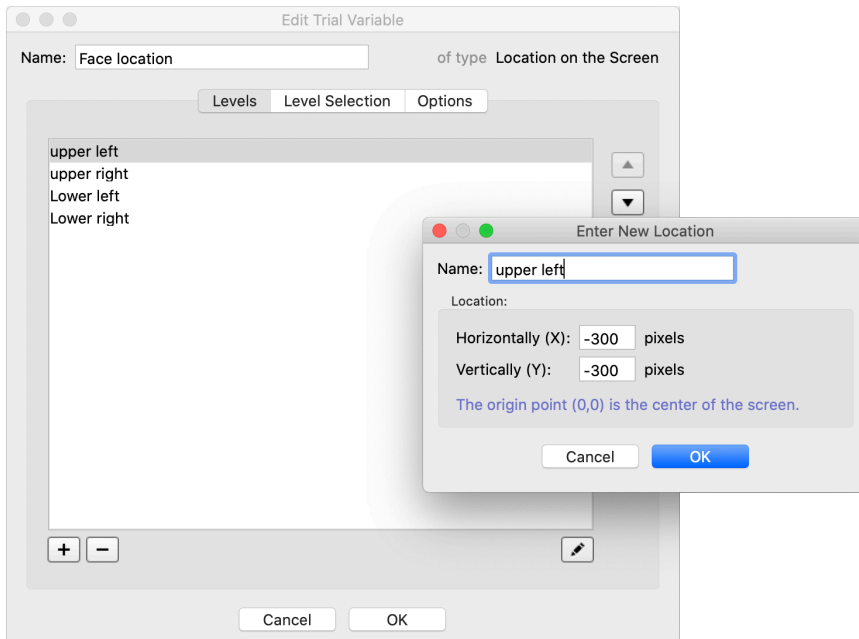 Edit Trial Variable
Name: Face location of type Location on the Screen
Levels Level Selection Options
upper left
upper right
Lower left
Lower right
Enter New Location
Name: upper left
Location:
Horizontally (X): -300 pixels
Vertically (Y): -300 pixels
The origin point (0,0) is the center of the screen.
Cancel OK
Cancel OK